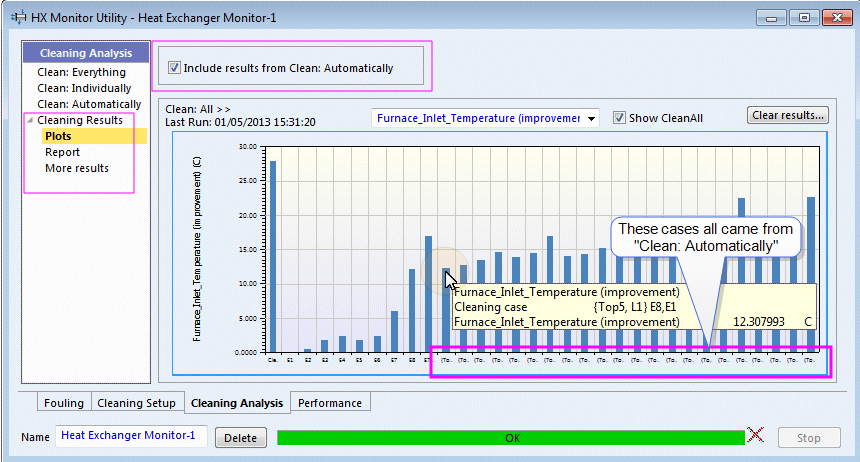 HX Monitor Utility - Heat Exchanger Monitor-1
Cleaning Analysis
Clean: Everything
Clean: Individually
Clean: Automatically
Cleaning Results
Plots
Report
More results
Include results from Clean: Automatically
Clean: All >>
Last Run: 01/05/2013 15:31:20
Furnace_Inlet_Temperature (improvemer
Show CleanAll
Clear results...
Furnace_Inlet_Temperature (improvement) (C)
30.00
25.00
20.00
15.00
10.00
5.00
0.0000
Cle.. E1 E2 E3 E4 E5 E6 E7 E8 E9 (To.. (To.. (To.. (To.. (To.. (To.. (To.. (To.. (To.. (To.. (To.. (To.. (To.. (To.. (To.. (To.. (To.. (To.. (To.. (To.. (To.. (To..
These cases all came from
"Clean: Automatically"
Furnace_Inlet_Temperature (improvement)
Cleaning case {Top5, L1} E8,E1
Furnace_Inlet_Temperature (improvement) 12.307993 C
Fouling Cleaning Setup Cleaning Analysis Performance
Name Heat Exchanger Monitor-1 Delete OK Stop